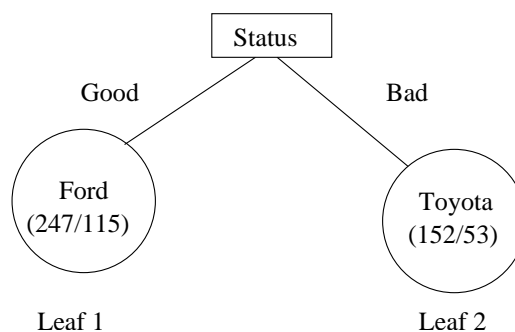 Status
Good
Bad
Ford
(247/115)
Toyota
(152/53)
Leaf 1
Leaf 2